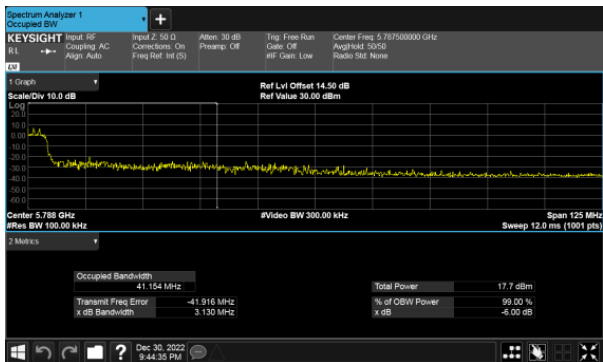 Spectrum Analyzer 1
Occupied BW
+
KEYSIGHT
RL
LXI
Input: RF
Coupling: AC
Align: Auto
Input Z: 50 Ω
Corrections: On
Freq Ref: Int (S)
Atten: 30 dB
Preamp: Off
Trig: Free Run
Gate: Off
#IF Gain: Low
Center Freq: 5.787500000 GHz
Avg|Hold: 50/50
Radio Std: None
1 Graph
Scale/Div 10.0 dB
Ref Lvl Offset 14.50 dB
Ref Value 30.00 dBm
Log
20.0
10.0
0.00
-10.0
-20.0
-30.0
-40.0
-50.0
-60.0
Center 5.788 GHz
#Res BW 100.00 kHz
#Video BW 300.00 kHz
Span 125 MHz
Sweep 12.0 ms (1001 pts)
2 Metrics
Occupied Bandwidth
41.154 MHz
Total Power 17.7 dBm
Transmit Freq Error -41.916 MHz
% of OBW Power 99.00 %
x dB Bandwidth 3.130 MHz
x dB -6.00 dB
?
Dec 30, 2022
9:44:35 PM